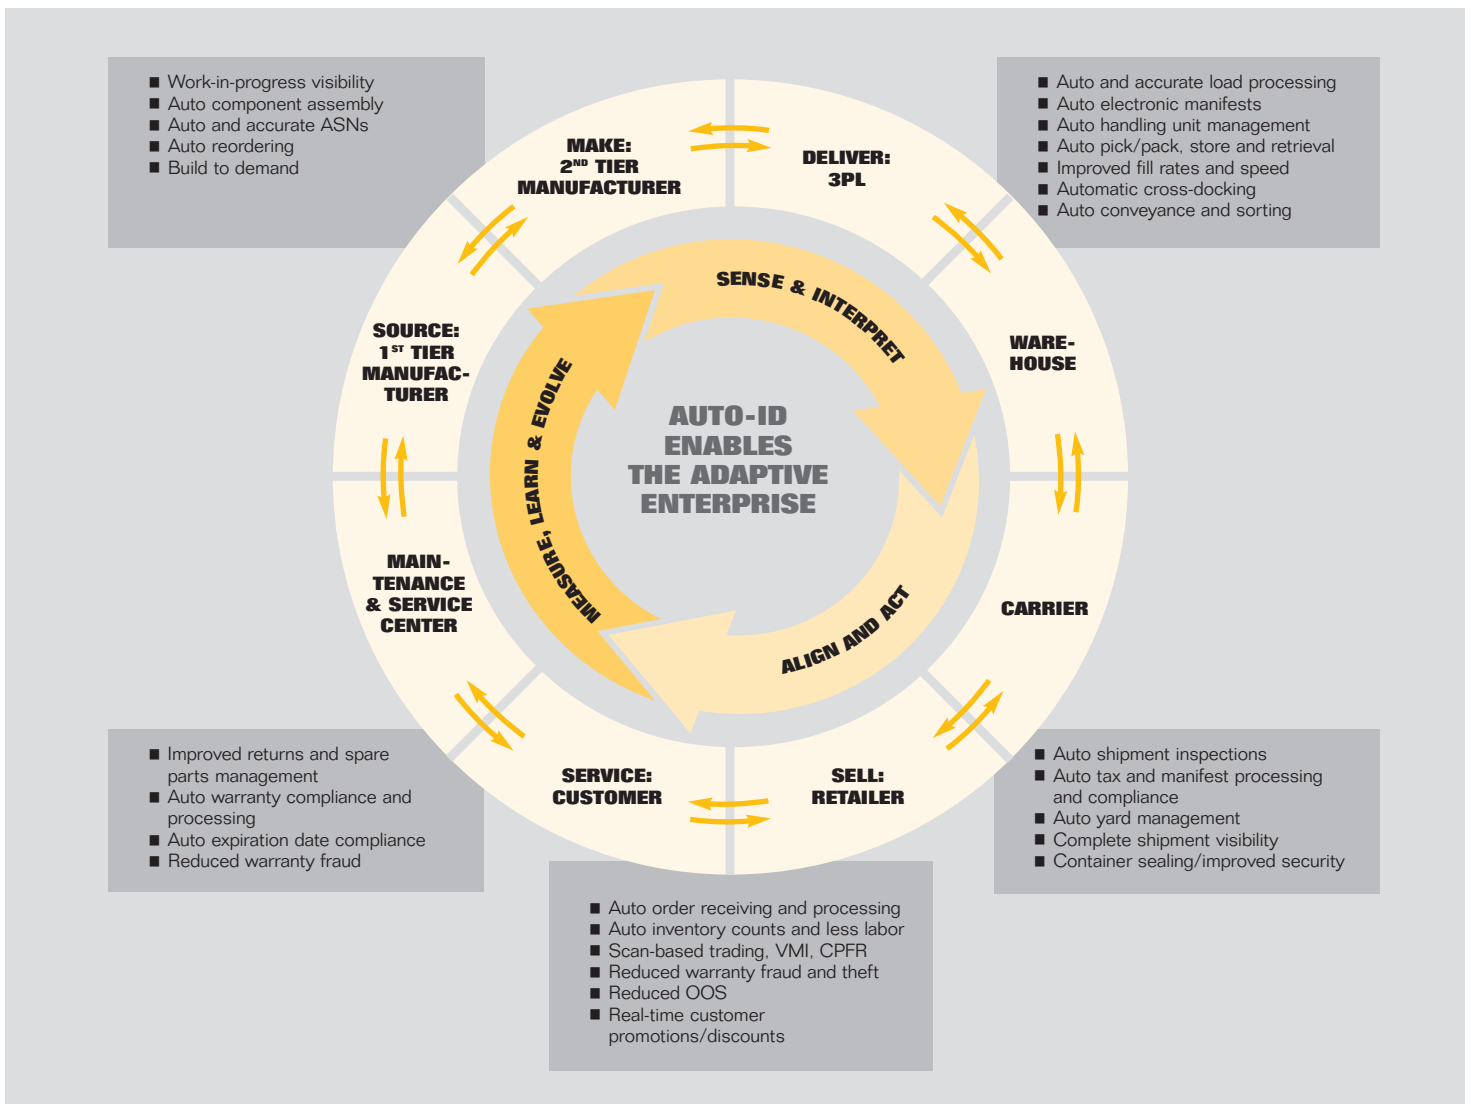 ■ Work-in-progress visibility
■ Auto component assembly
■ Auto and accurate ASNs
■ Auto reordering
■ Build to demand
■ Auto and accurate load processing
■ Auto electronic manifests
■ Auto handling unit management
■ Auto pick/pack, store and retrieval
■ Improved fill rates and speed
■ Automatic cross-docking
■ Auto conveyance and sorting
MAKE:
2ND TIER
MANUFACTURER
DELIVER:
3PL
SOURCE:
1ST TIER
MANUFAC-
TURER
WARE-
HOUSE
SENSE & INTERPRET
MEASURE, LEARN & EVOLVE
AUTO-ID
ENABLES
THE ADAPTIVE
ENTERPRISE
ALIGN AND ACT
MAIN-
TENANCE
& SERVICE
CENTER
CARRIER
SERVICE:
CUSTOMER
SELL:
RETAILER
■ Improved returns and spare
parts management
■ Auto warranty compliance and
processing
■ Auto expiration date compliance
■ Reduced warranty fraud
■ Auto shipment inspections
■ Auto tax and manifest processing
and compliance
■ Auto yard management
■ Complete shipment visibility
■ Container sealing/improved security
■ Auto order receiving and processing
■ Auto inventory counts and less labor
■ Scan-based trading, VMI, CPFR
■ Reduced warranty fraud and theft
■ Reduced OOS
■ Real-time customer
promotions/discounts